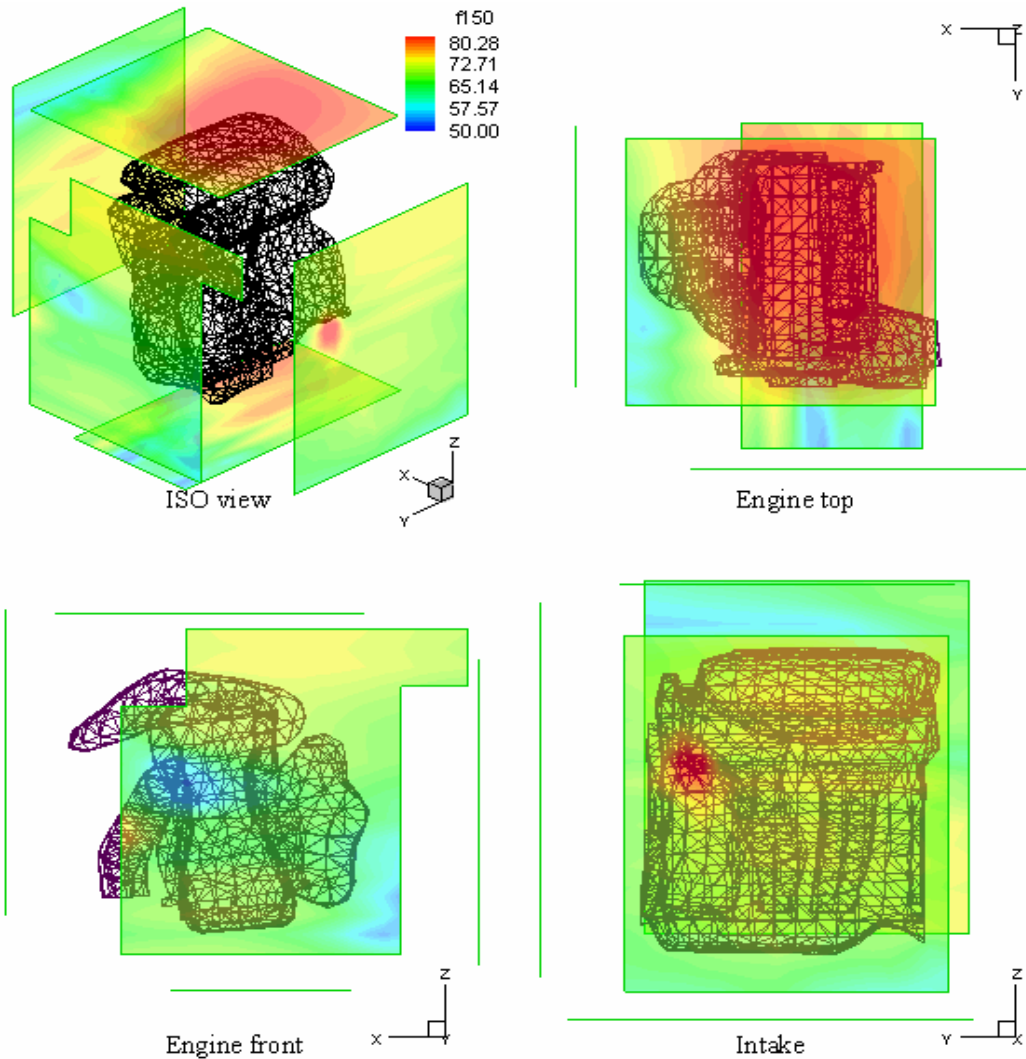 f150
80.28
72.71
65.14
57.57
50.00
X Z
Y
Z
X
Y
ISO view
Engine top
Z
X Y
Engine front
Z
Y X
Intake